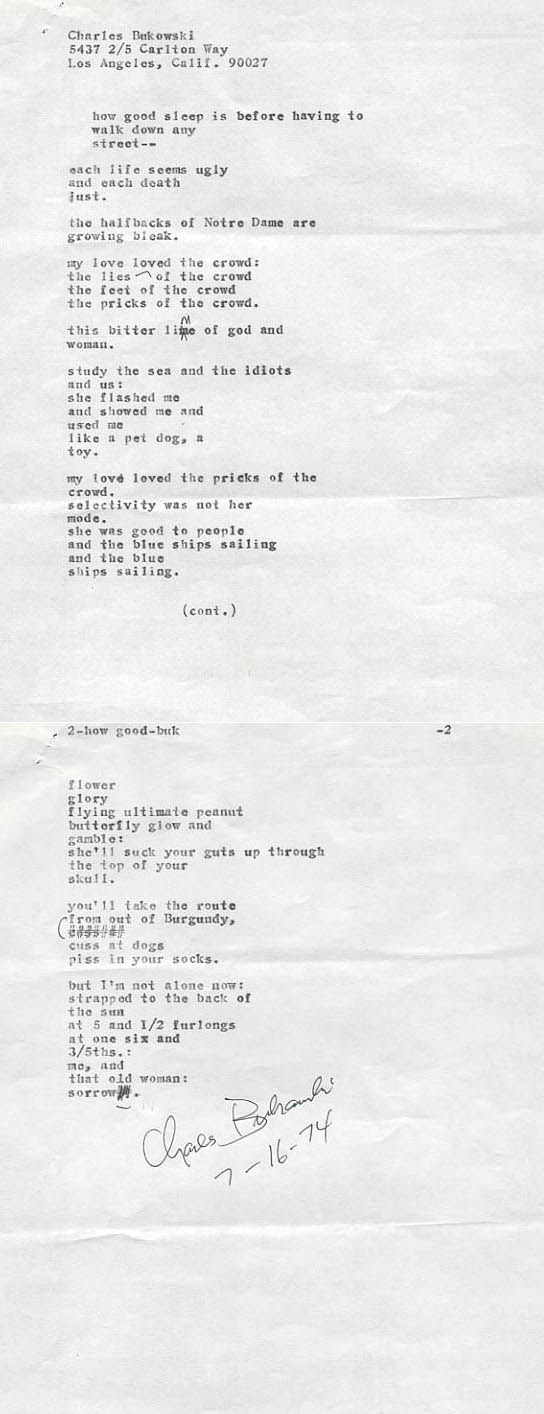 Charles Bukowski
5437 2/5 Carlton Way
Los Angeles, Calif. 90027
how good sleep is before having to
walk down any
street--
each life seems ugly
and each death
just.
the halfbacks of Notre Dame are
growing bleak.
my love loved the crowd:
the lies of the crowd
the feet of the crowd
the pricks of the crowd.
this bitter lime of god and
woman.
study the sea and the idiots
and us:
she flashed me
and showed me and
used me
like a pet dog, a
toy.
my love loved the pricks of the
crowd.
selectivity was not her
mode.
she was good to people
and the blue ships sailing
and the blue
ships sailing.
(cont.)
2-how good-buk -2
flower
glory
flying ultimate peanut
butterfly glow and
gamble:
she'll suck your guts up through
the top of your
skull.
you'll take the route
from out of Burgundy,
#######
cuss at dogs
piss in your socks.
but I'm not alone now:
strapped to the back of
the sun
at 5 and 1/2 furlongs
at one six and
3/5ths.:
me, and
that old woman:
sorrow.
Charles Bukowski
7-16-74